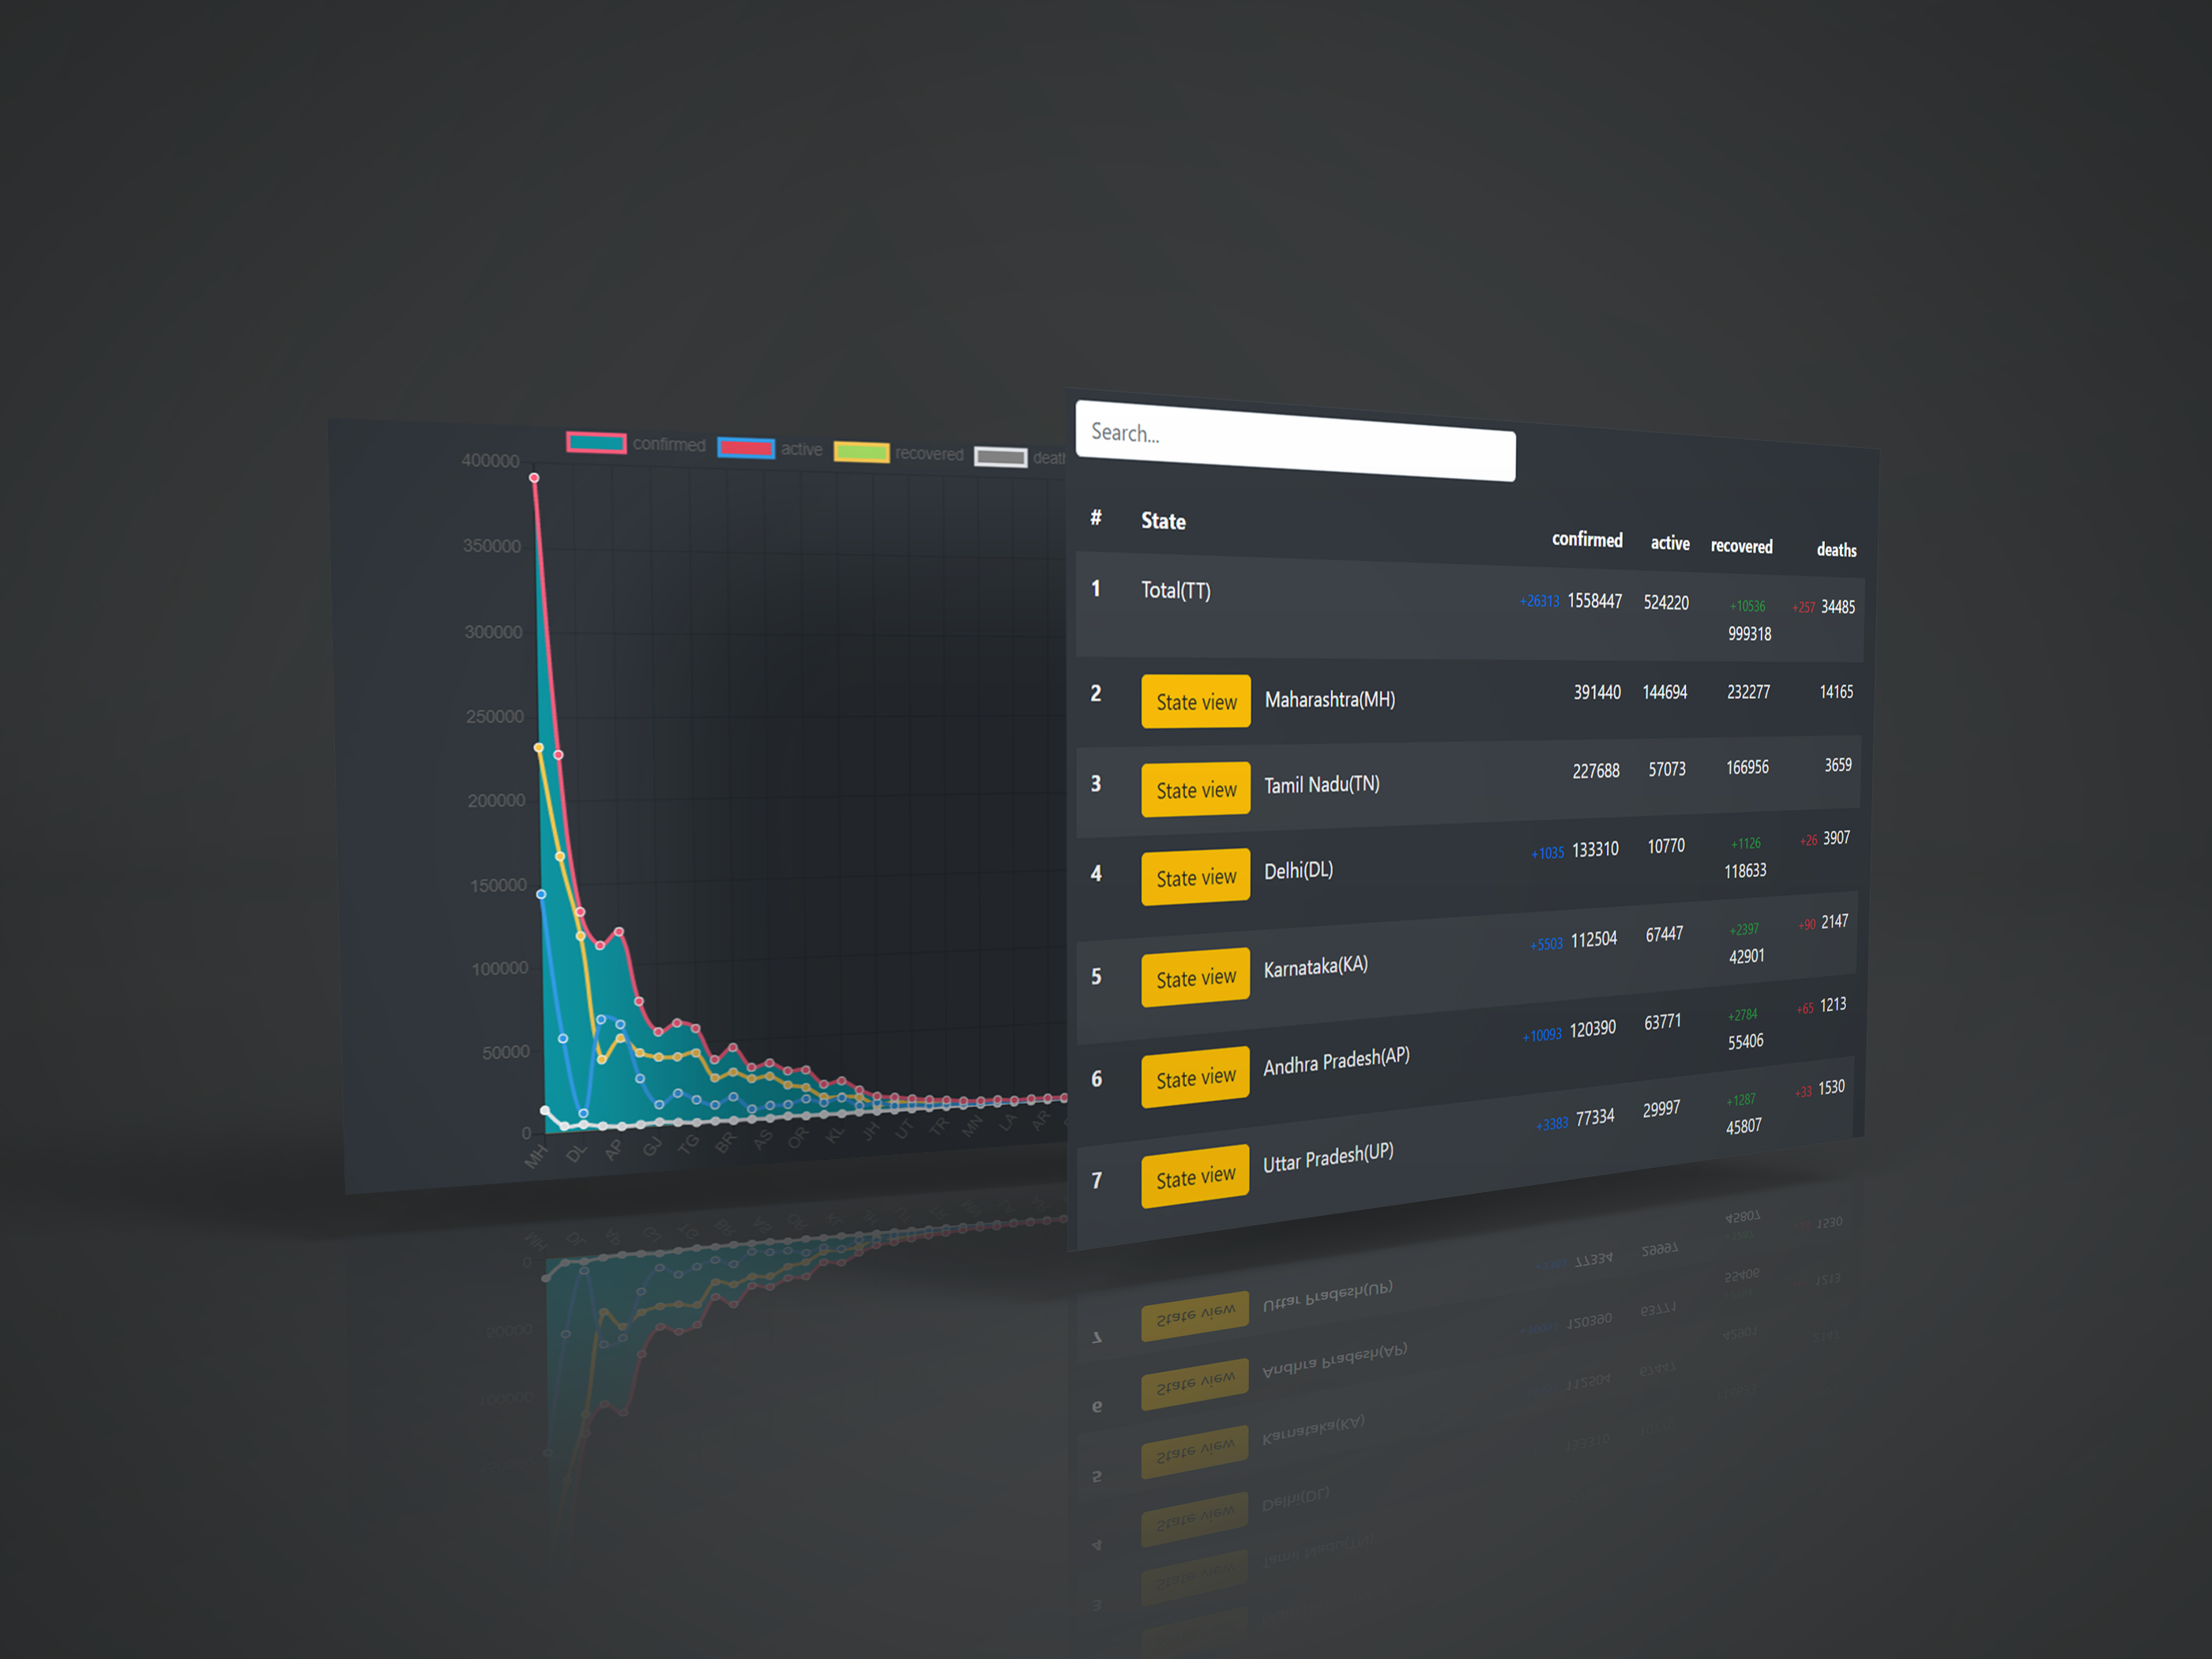 confirmed active recovered deat
400000
350000
300000
250000
200000
150000
100000
50000
0
MH DL AP GJ TG BR AS OR KL JH UT TR MN LA AR
Search...
# State confirmed active recovered deaths
1 Total(TT) +26313 1558447 524220 +10536 999318 +257 34485
2 State view Maharashtra(MH) 391440 144694 232277 14165
3 State view Tamil Nadu(TN) 227688 57073 166956 3659
4 State view Delhi(DL) +1035 133310 10770 +1126 118633 +26 3907
5 State view Karnataka(KA) +5503 112504 67447 +2397 42901 +90 2147
6 State view Andhra Pradesh(AP) +10093 120390 63771 +2784 55406 +65 1213
7 State view Uttar Pradesh(UP) +3383 77334 29997 +1287 45807 +33 1530